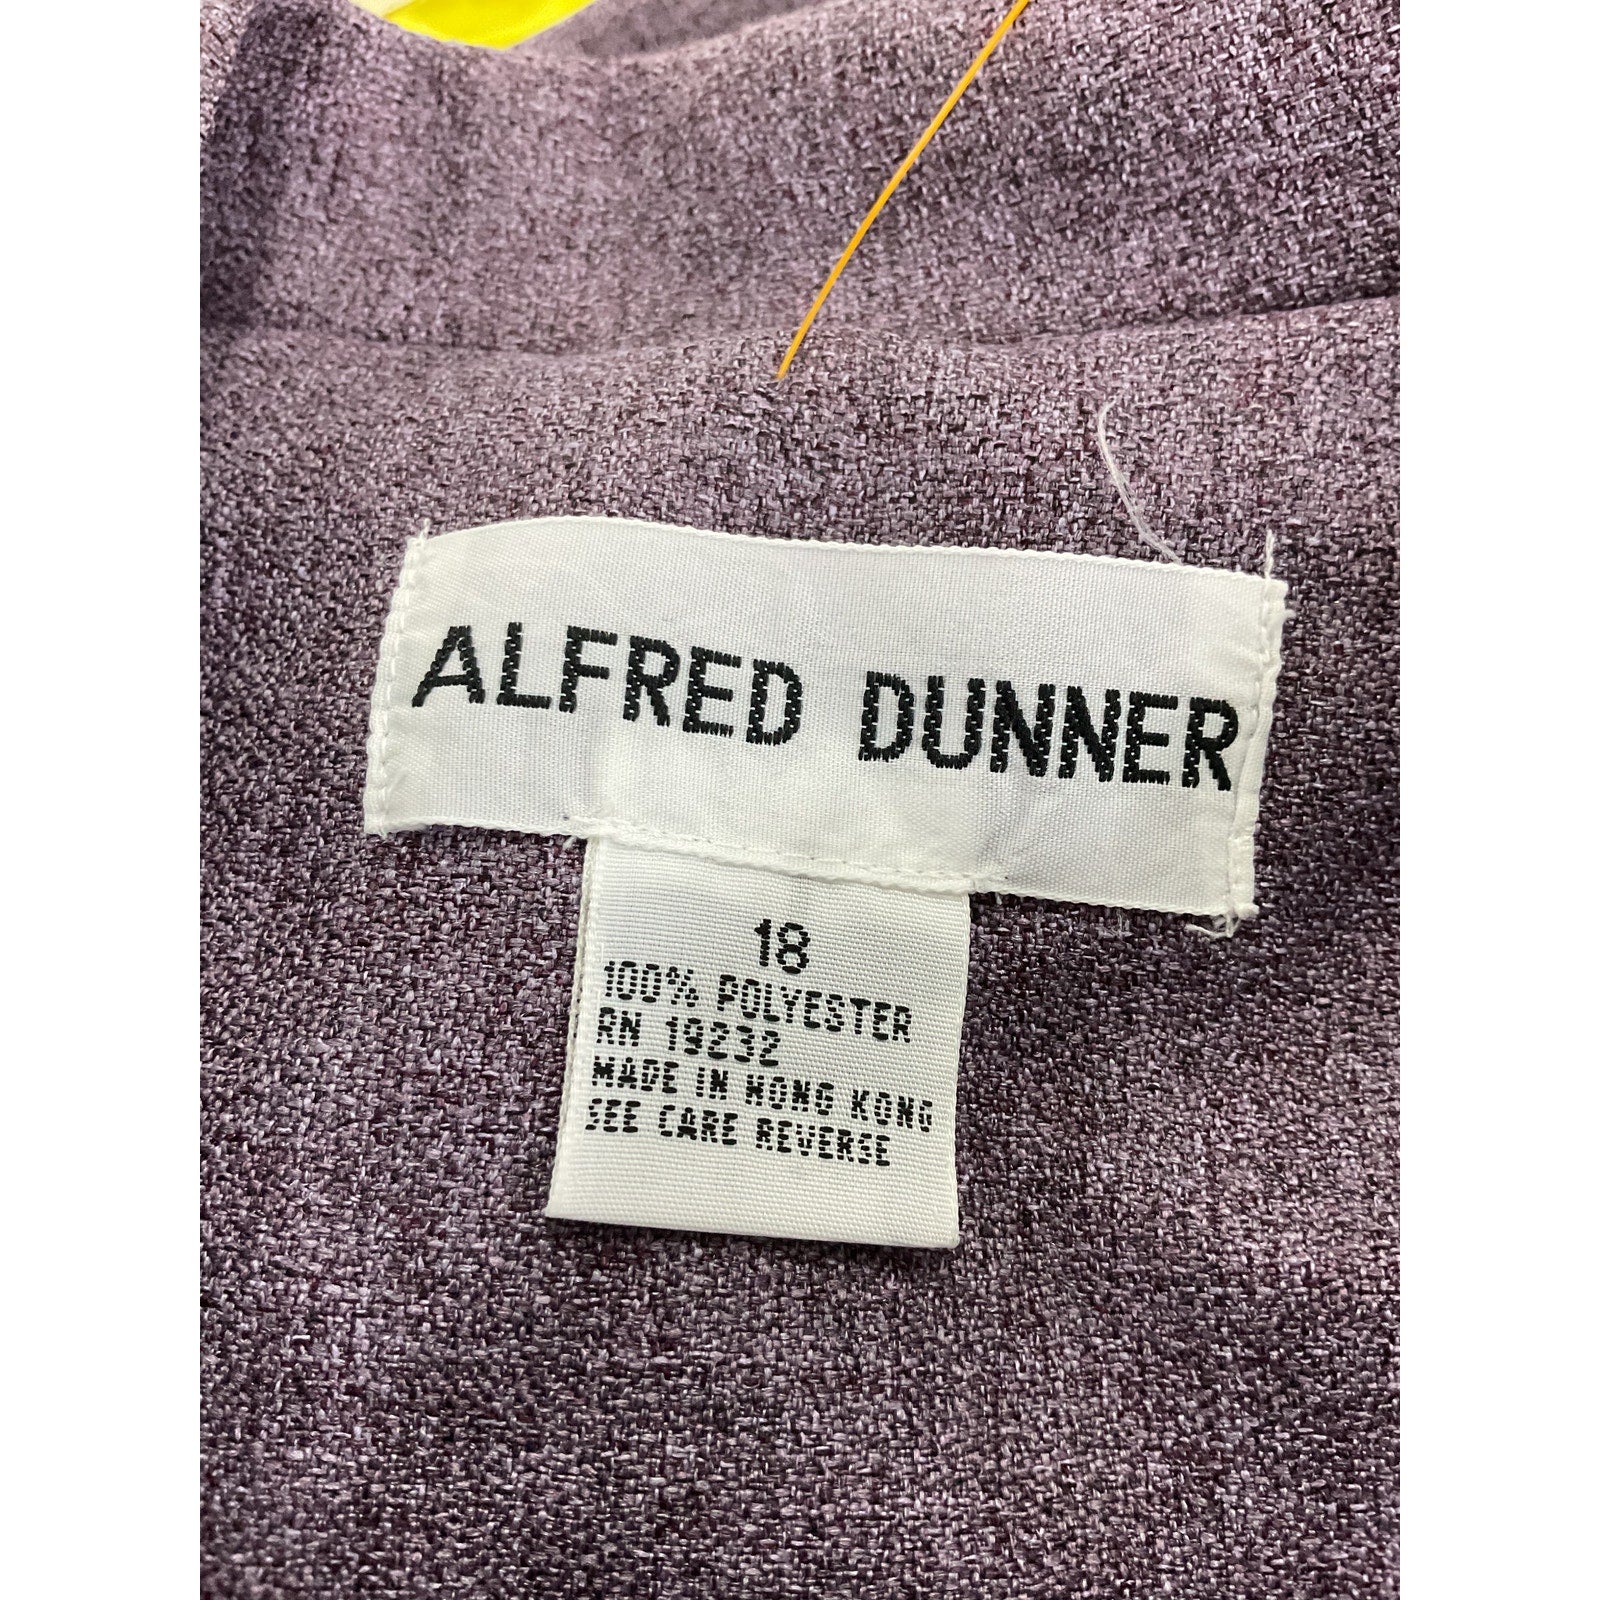 ALFRED DUNNER
18
100% POLYESTER
RN 19232
MADE IN HONG KONG
SEE CARE REVERSE